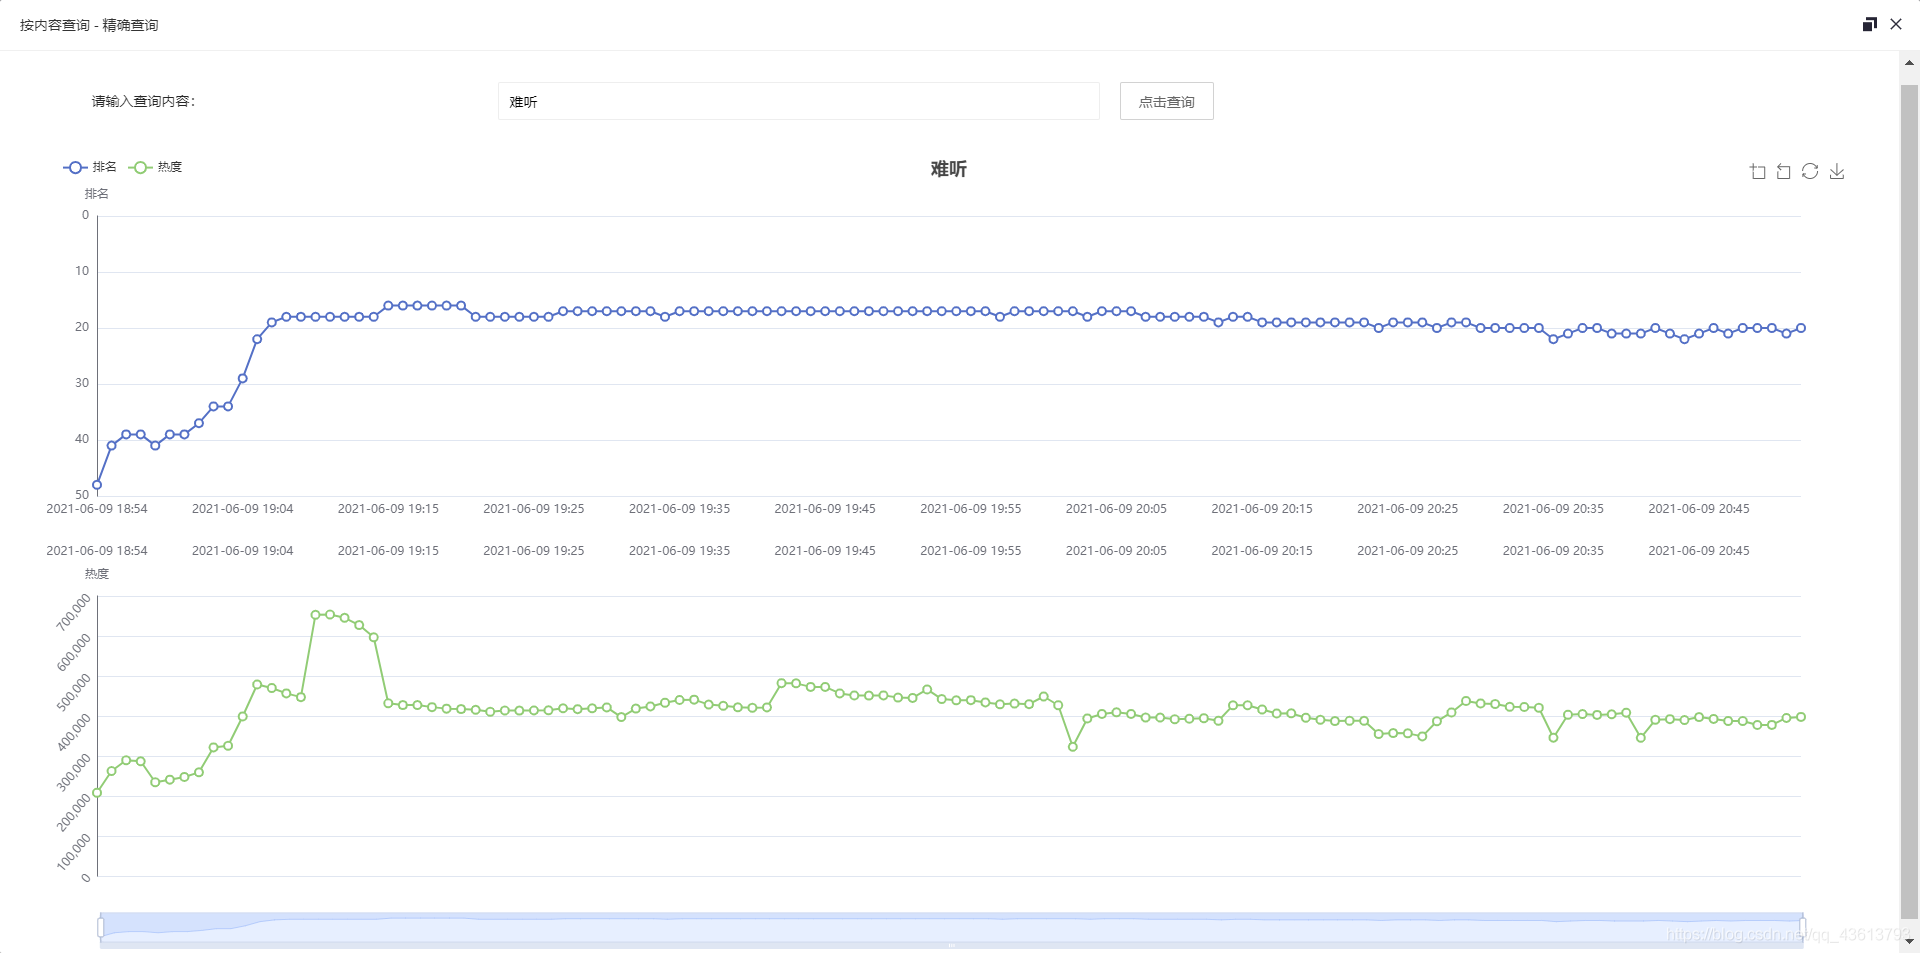 按内容查询 - 精确查询
请输入查询内容：
难听
点击查询
排名 热度
难听
排名
0
10
20
30
40
50
2021-06-09 18:54 2021-06-09 19:04 2021-06-09 19:15 2021-06-09 19:25 2021-06-09 19:35 2021-06-09 19:45 2021-06-09 19:55 2021-06-09 20:05 2021-06-09 20:15 2021-06-09 20:25 2021-06-09 20:35 2021-06-09 20:45
2021-06-09 18:54 2021-06-09 19:04 2021-06-09 19:15 2021-06-09 19:25 2021-06-09 19:35 2021-06-09 19:45 2021-06-09 19:55 2021-06-09 20:05 2021-06-09 20:15 2021-06-09 20:25 2021-06-09 20:35 2021-06-09 20:45
热度
700,000
600,000
500,000
400,000
300,000
200,000
100,000
0
https://blog.csdn.net/qq_43613793